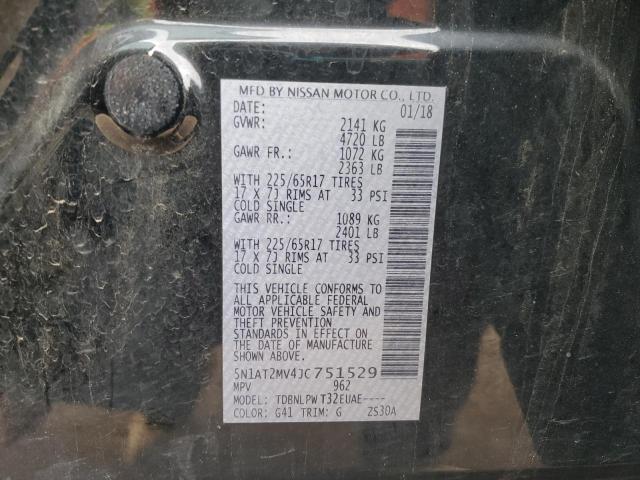 MFD BY NISSAN MOTOR CO., LTD.
DATE: 01/18
GVWR: 2141 KG
4720 LB
GAWR FR.: 1072 KG
2363 LB
WITH 225/65R17 TIRES
17 X 7J RIMS AT 33 PSI
COLD SINGLE
GAWR RR.: 1089 KG
2401 LB
WITH 225/65R17 TIRES
17 X 7J RIMS AT 33 PSI
COLD SINGLE
THIS VEHICLE CONFORMS TO
ALL APPLICABLE FEDERAL
MOTOR VEHICLE SAFETY AND
THEFT PREVENTION
STANDARDS IN EFFECT ON
THE DATE OF MANUFACTURE
SHOWN ABOVE.
5N1AT2MV4JC751529
MPV 962
MODEL: TDBNLPW T32EUAE----
COLOR: G41 TRIM: G ZS30A